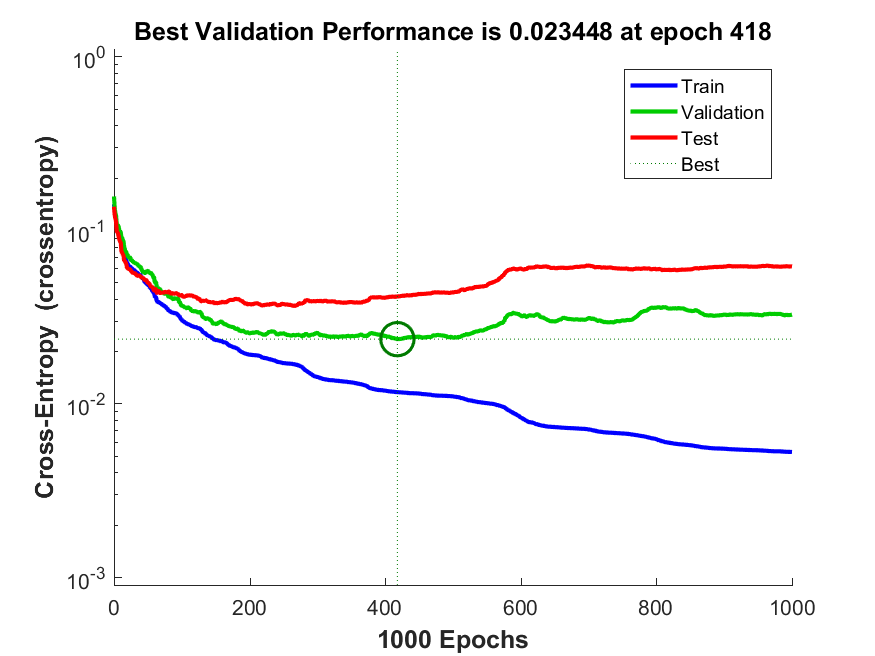 Best Validation Performance is 0.023448 at epoch 418
10^0
10^-1
10^-2
10^-3
Cross-Entropy (crossentropy)
Train
Validation
Test
Best
0
200
400
600
800
1000
1000 Epochs